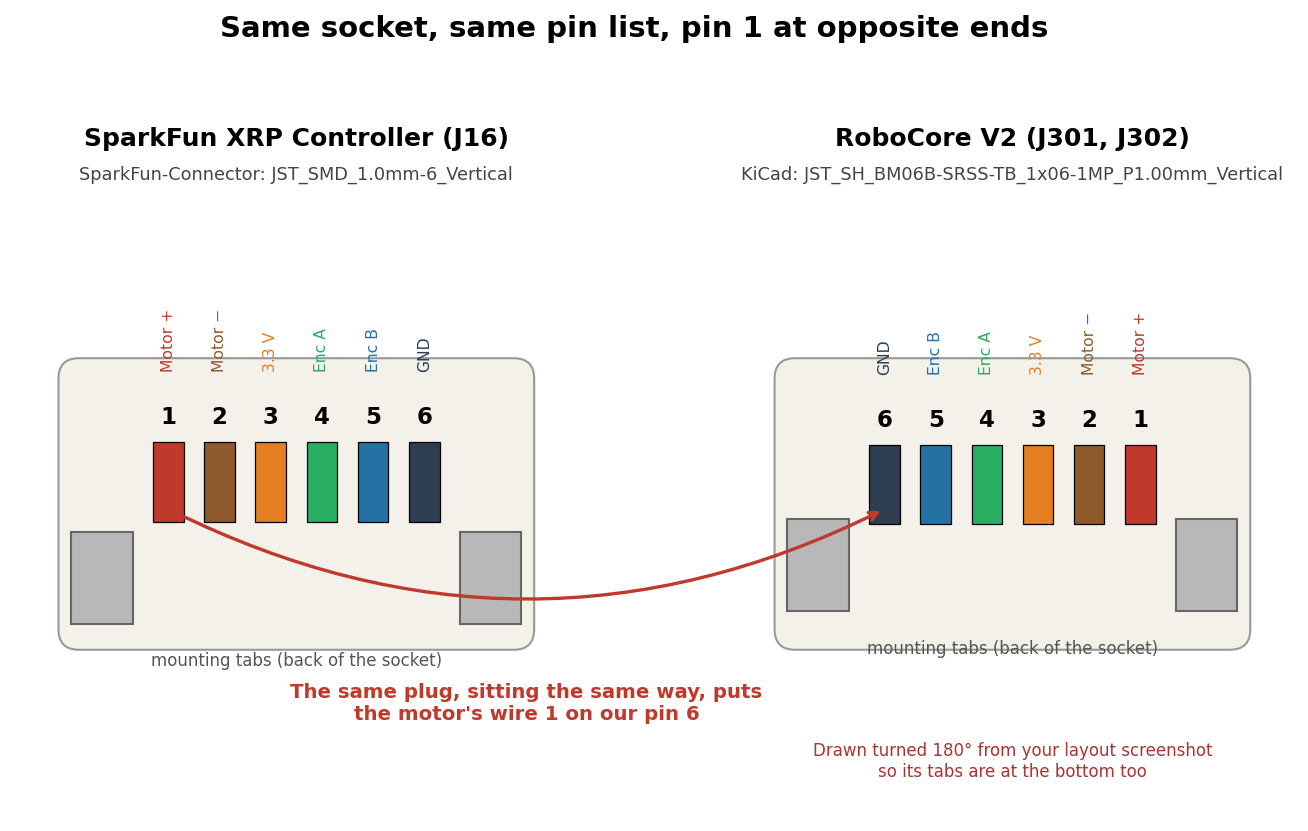 Same socket, same pin list, pin 1 at opposite ends
SparkFun XRP Controller (J16)
SparkFun-Connector: JST_SMD_1.0mm-6_Vertical
RoboCore V2 (J301, J302)
KiCad: JST_SH_BM06B-SRSS-TB_1x06-1MP_P1.00mm_Vertical
Motor +
Motor −
3.3 V
Enc A
Enc B
GND
1 2 3 4 5 6
mounting tabs (back of the socket)
GND
Enc B
Enc A
3.3 V
Motor −
Motor +
6 5 4 3 2 1
mounting tabs (back of the socket)
The same plug, sitting the same way, puts
the motor's wire 1 on our pin 6
Drawn turned 180° from your layout screenshot
so its tabs are at the bottom too